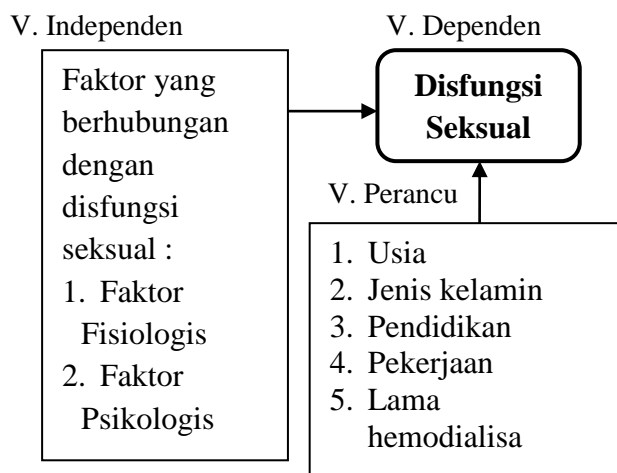 V. Independen
V. Dependen
Faktor yang
berhubungan
dengan
disfungsi
seksual :
1. Faktor
Fisiologis
2. Faktor
Psikologis
Disfungsi
Seksual
V. Perancu
1. Usia
2. Jenis kelamin
3. Pendidikan
4. Pekerjaan
5. Lama
hemodialisa